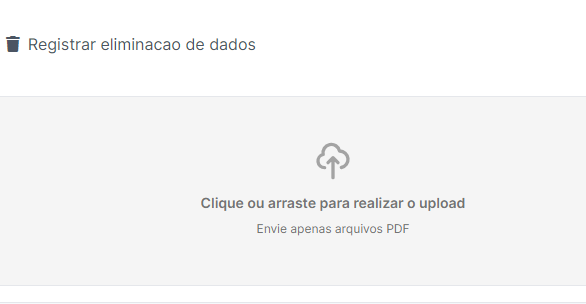 Registrar eliminacao de dados
Clique ou arraste para realizar o upload
Envie apenas arquivos PDF